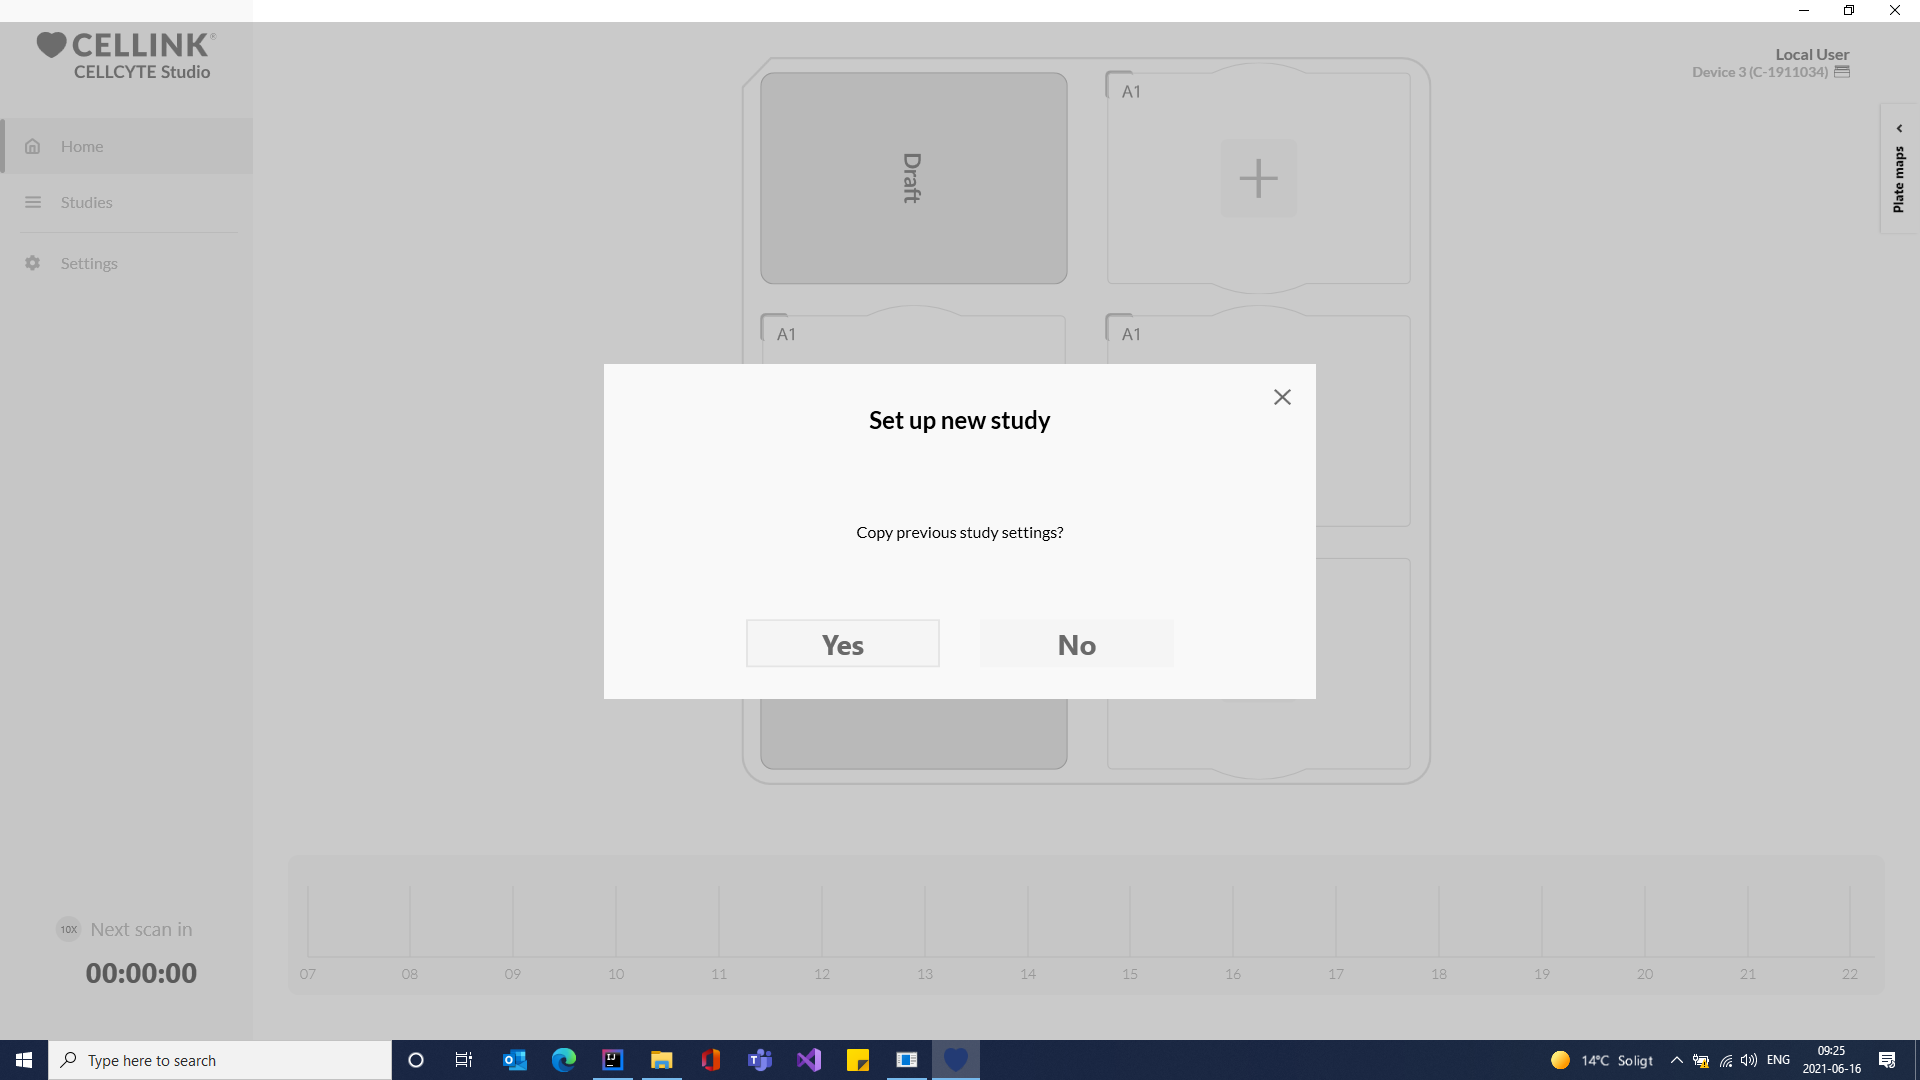 CELLINK®
CELLCYTE Studio
Local User
Device 3 (C-1911034)
Home
Studies
Settings
Draft
A1
A1
A1
Plate maps
Set up new study
Copy previous study settings?
Yes
No
10X
Next scan in
00:00:00
07 08 09 10 11 12 13 14 15 16 17 18 19 20 21 22
Type here to search
14°C Soligt
ENG
09:25
2021-06-16